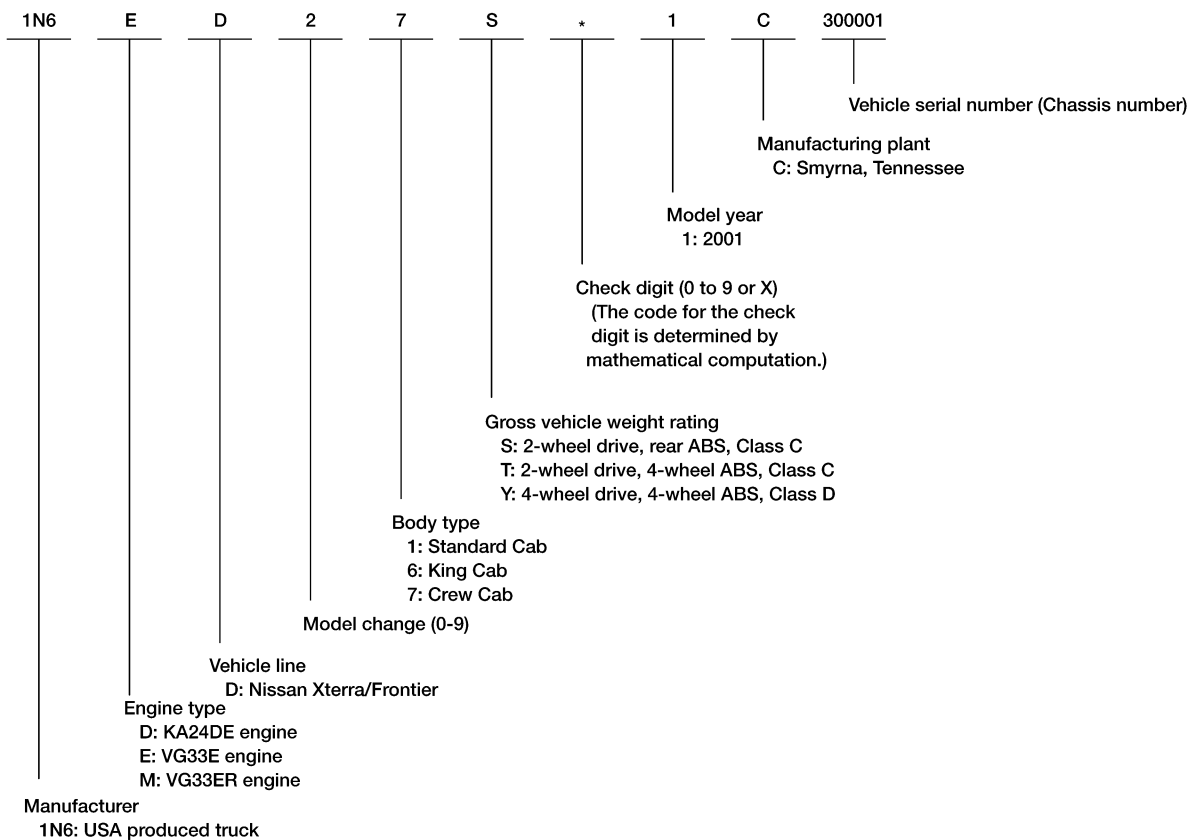 1N6 E D 2 7 S * 1 C 300001
Vehicle serial number (Chassis number)
Manufacturing plant
C: Smyrna, Tennessee
Model year
1: 2001
Check digit (0 to 9 or X)
(The code for the check
digit is determined by
mathematical computation.)
Gross vehicle weight rating
S: 2-wheel drive, rear ABS, Class C
T: 2-wheel drive, 4-wheel ABS, Class C
Y: 4-wheel drive, 4-wheel ABS, Class D
Body type
1: Standard Cab
6: King Cab
7: Crew Cab
Model change (0-9)
Vehicle line
D: Nissan Xterra/Frontier
Engine type
D: KA24DE engine
E: VG33E engine
M: VG33ER engine
Manufacturer
1N6: USA produced truck